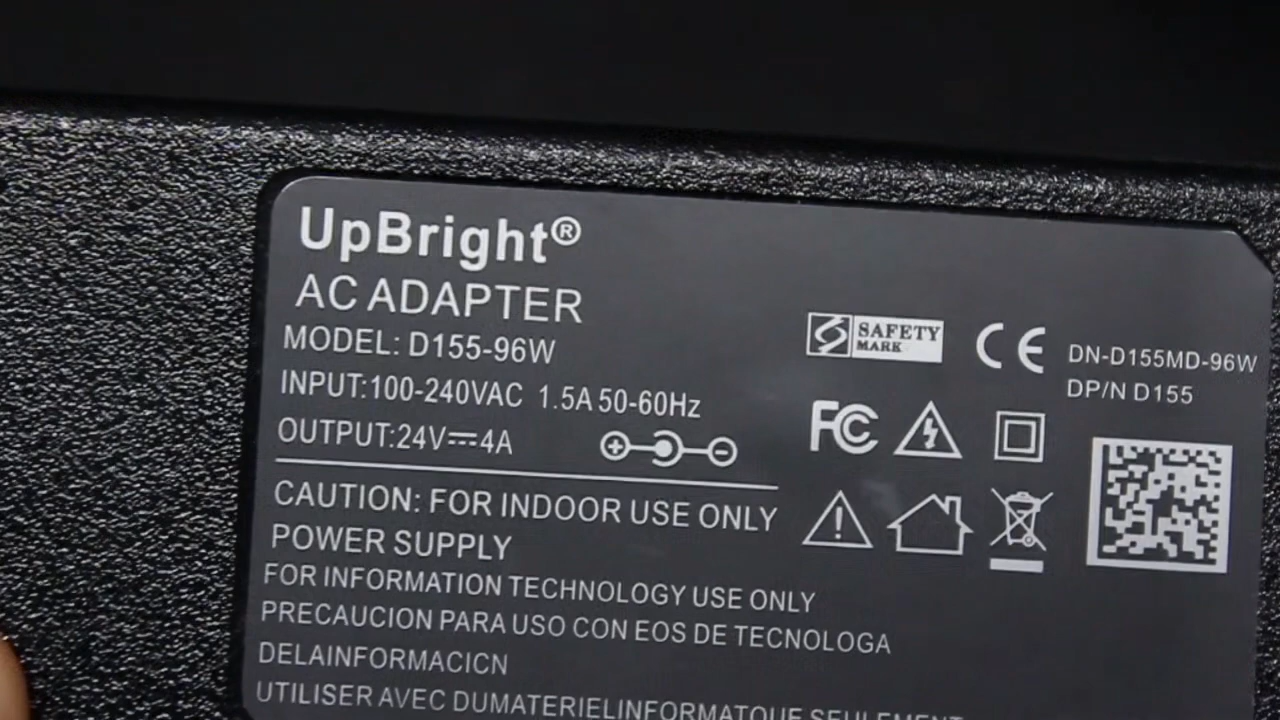 UpBright®
AC ADAPTER
MODEL: D155-96W
INPUT:100-240VAC 1.5A 50-60Hz
OUTPUT:24V⎓4A
CAUTION: FOR INDOOR USE ONLY
POWER SUPPLY
FOR INFORMATION TECHNOLOGY USE ONLY
PRECAUCION PARA USO CON EOS DE TECNOLOGA
DELAINFORMACICN
UTILISER AVEC DUMATERIELINFORMATQUE SEULEMENT
SAFETY
MARK
CE
DN-D155MD-96W
DP/N D155
FC